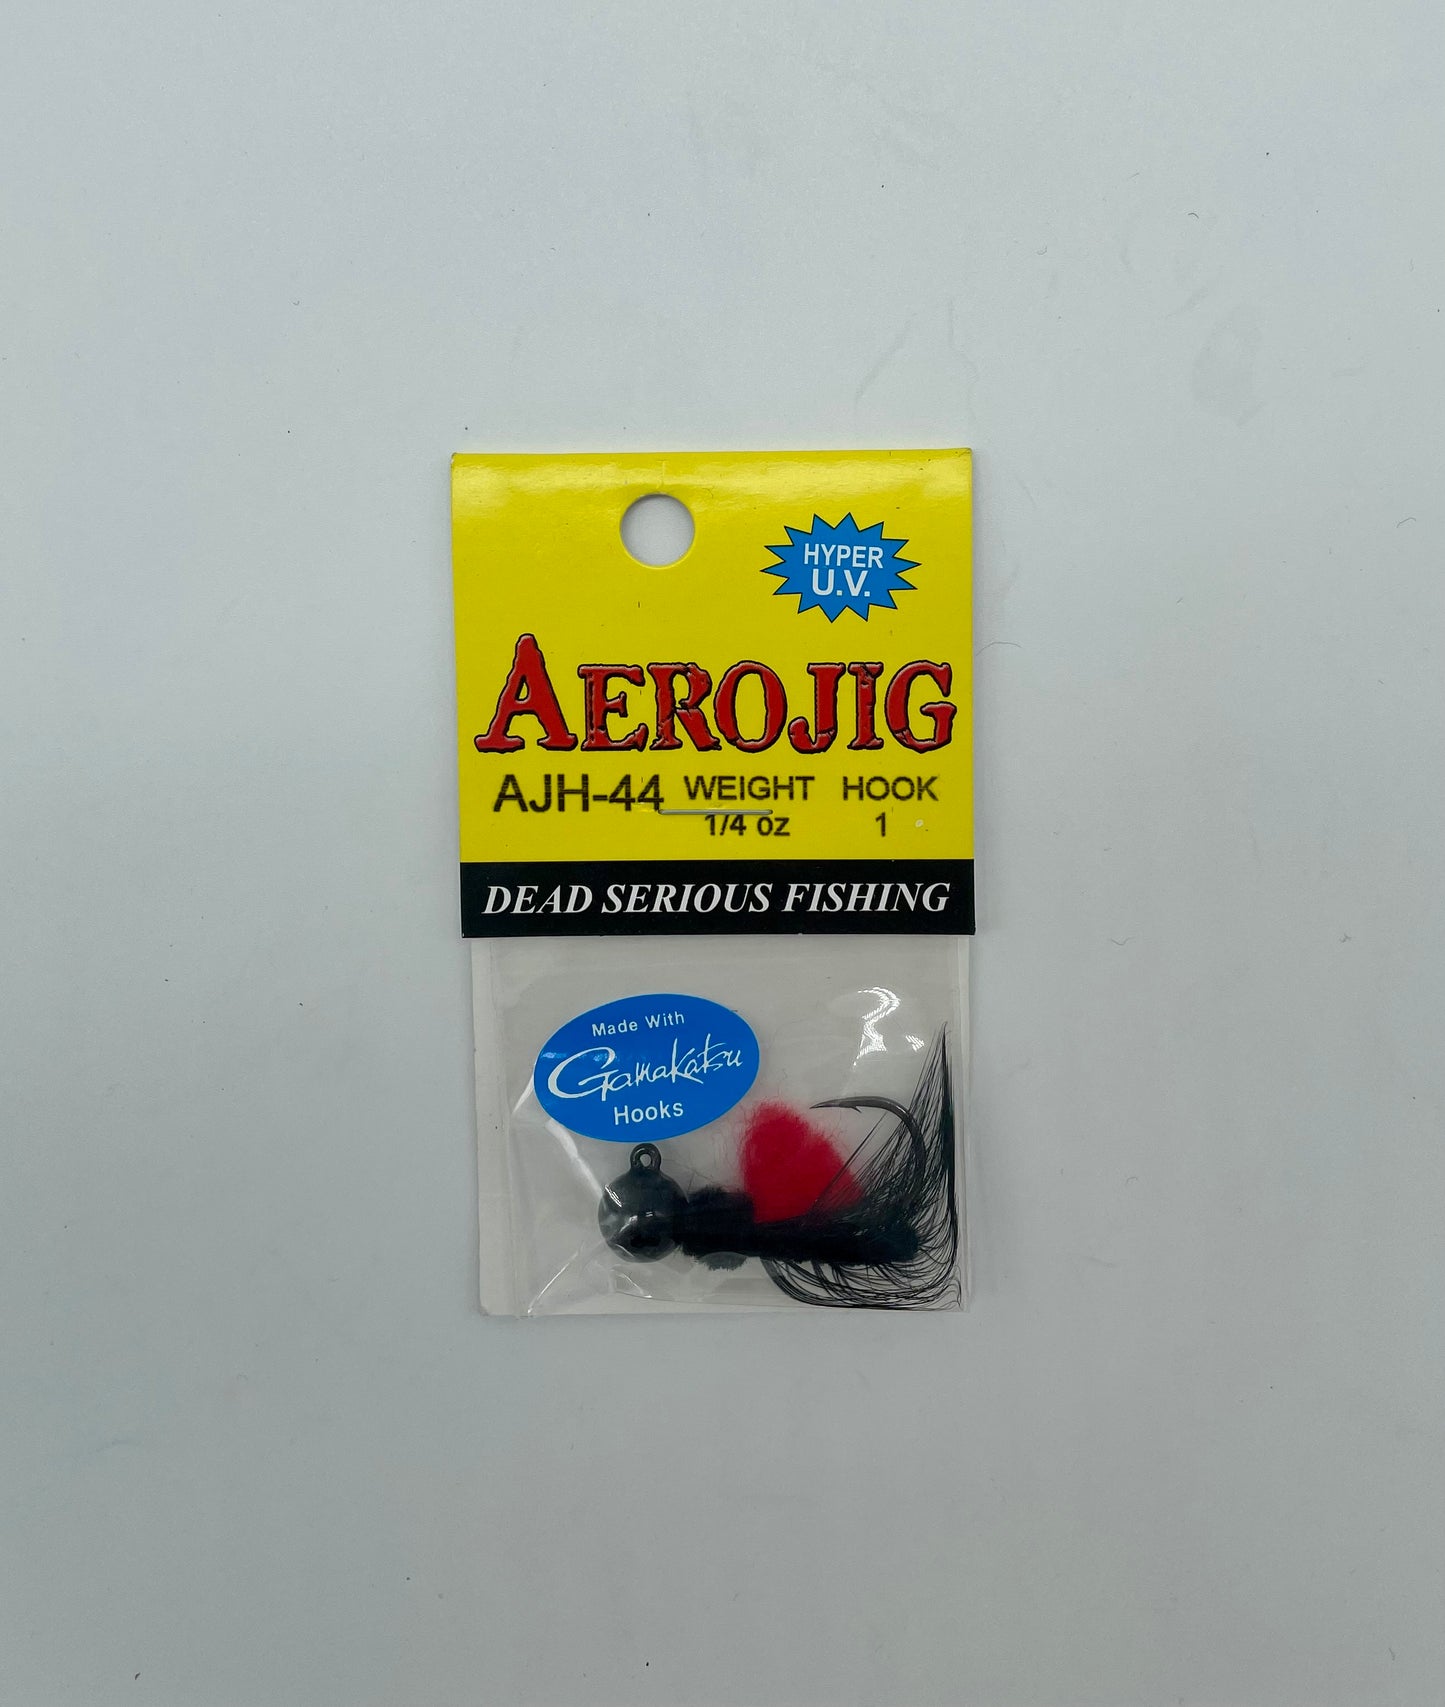 HYPER
U.V.
AEROJIG
AJH-44 WEIGHT HOOK
1/4 oz 1
DEAD SERIOUS FISHING
Made With
Gamakatsu
Hooks